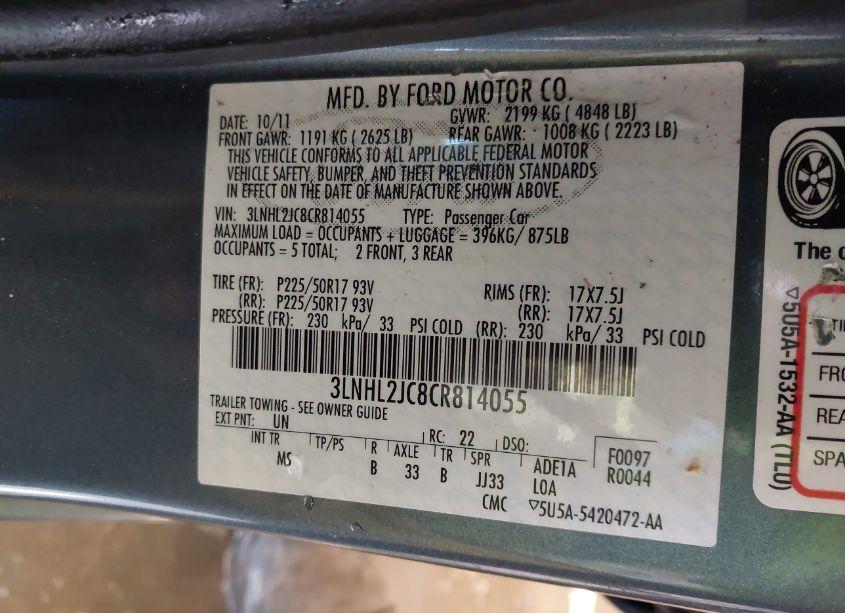 MFD. BY FORD MOTOR CO.
DATE: 10/11 GVWR: 2199 KG ( 4848 LB)
FRONT GAWR: 1191 KG ( 2625 LB) REAR GAWR: 1008 KG ( 2223 LB)
THIS VEHICLE CONFORMS TO ALL APPLICABLE FEDERAL MOTOR
VEHICLE SAFETY, BUMPER, AND THEFT PREVENTION STANDARDS
IN EFFECT ON THE DATE OF MANUFACTURE SHOWN ABOVE.
VIN: 3LNHL2JC8CR814055 TYPE: Passenger Car
MAXIMUM LOAD = OCCUPANTS + LUGGAGE = 396KG/ 875LB
OCCUPANTS = 5 TOTAL; 2 FRONT, 3 REAR
TIRE (FR): P225/50R17 93V RIMS (FR): 17X7.5J
(RR): P225/50R17 93V (RR): 17X7.5J
PRESSURE (FR): 230 kPa/ 33 PSI COLD (RR): 230 kPa/ 33 PSI COLD
3LNHL2JC8CR814055
TRAILER TOWING - SEE OWNER GUIDE
EXT PNT: UN RC: 22 DSO: F0097
INT TR TP/PS R AXLE TR SPR ADE1A R0044
MS B 33 B JJ33 L0A
CMC ▽5U5A-5420472-AA
The
▽5U5A-1532-AA (TL0)
FRO
REA
SPA